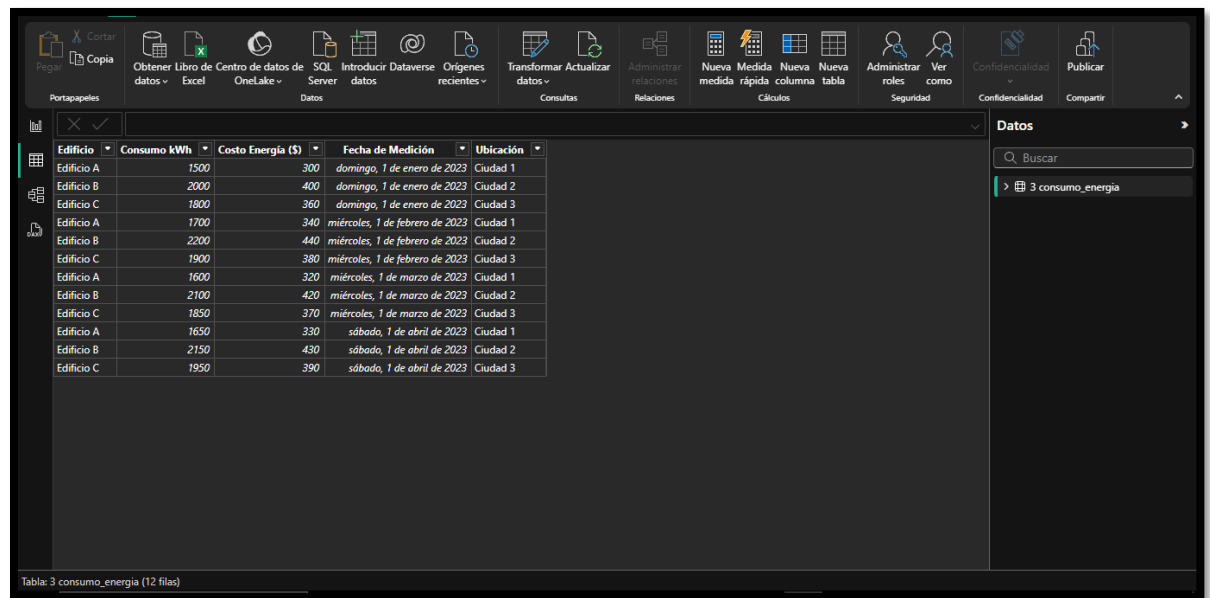 Pegar
Cortar
Copia
Portapapeles
Obtener datos
Libro de Excel
Centro de datos de OneLake
SQL Server
Introducir datos
Dataverse
Orígenes recientes
Datos
Transformar datos
Actualizar
Consultas
Administrar relaciones
Relaciones
Nueva medida
Medida rápida
Nueva columna
Nueva tabla
Cálculos
Administrar roles
Ver como
Seguridad
Confidencialidad
Confidencialidad
Publicar
Compartir
Edificio Consumo kWh Costo Energía ($) Fecha de Medición Ubicación
Edificio A 1500 300 domingo, 1 de enero de 2023 Ciudad 1
Edificio B 2000 400 domingo, 1 de enero de 2023 Ciudad 2
Edificio C 1800 360 domingo, 1 de enero de 2023 Ciudad 3
Edificio A 1700 340 miércoles, 1 de febrero de 2023 Ciudad 1
Edificio B 2200 440 miércoles, 1 de febrero de 2023 Ciudad 2
Edificio C 1900 380 miércoles, 1 de febrero de 2023 Ciudad 3
Edificio A 1600 320 miércoles, 1 de marzo de 2023 Ciudad 1
Edificio B 2100 420 miércoles, 1 de marzo de 2023 Ciudad 2
Edificio C 1850 370 miércoles, 1 de marzo de 2023 Ciudad 3
Edificio A 1650 330 sábado, 1 de abril de 2023 Ciudad 1
Edificio B 2150 430 sábado, 1 de abril de 2023 Ciudad 2
Edificio C 1950 390 sábado, 1 de abril de 2023 Ciudad 3
Datos
Buscar
3 consumo_energia
Tabla: 3 consumo_energia (12 filas)